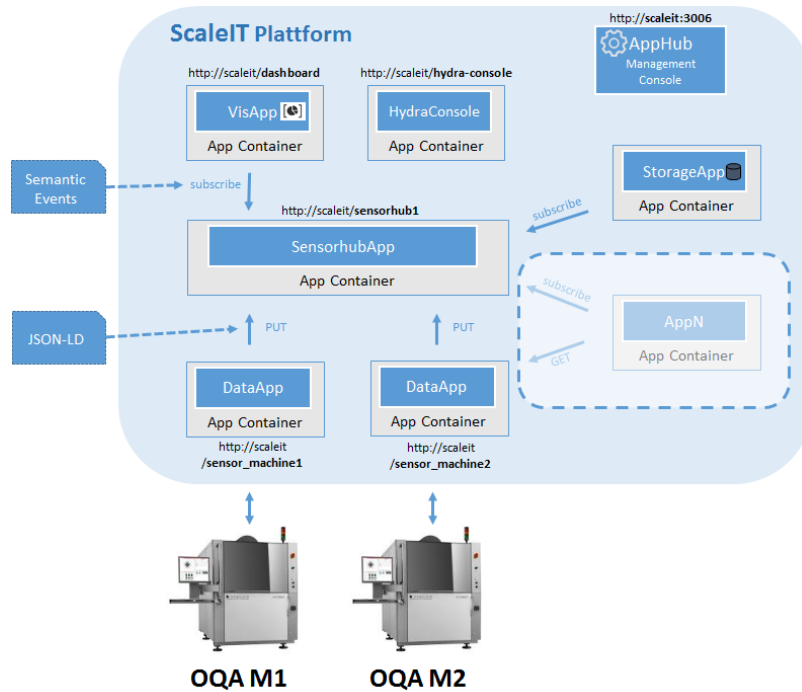 ScaleIT Plattform
http://scaleit:3006
AppHub
Management
Console
http://scaleit/dashboard
VisApp
App Container
http://scaleit/hydra-console
HydraConsole
App Container
StorageApp
App Container
Semantic
Events
subscribe
subscribe
http://scaleit/sensorhub1
SensorhubApp
App Container
subscribe
AppN
App Container
GET
JSON-LD
PUT
PUT
DataApp
App Container
http://scaleit
/sensor_machine1
DataApp
App Container
http://scaleit
/sensor_machine2
OQA M1
OQA M2